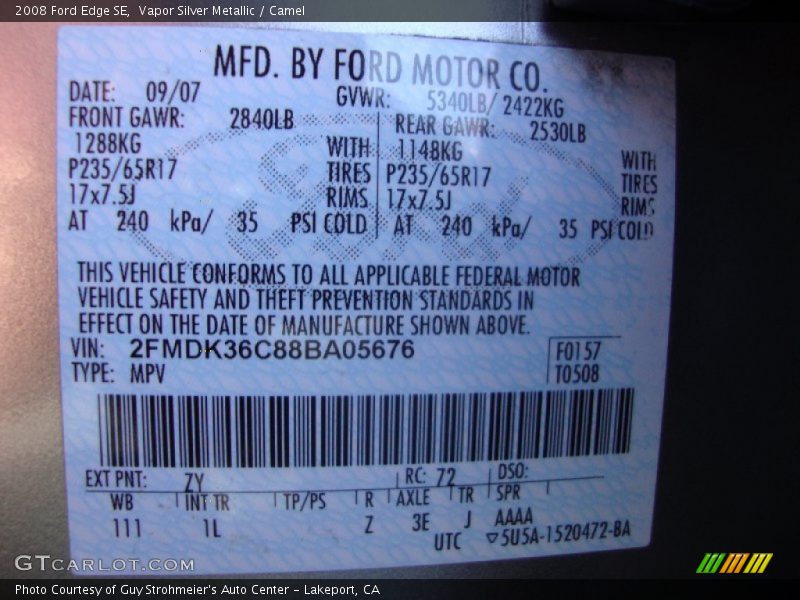 2008 Ford Edge SE, Vapor Silver Metallic / Camel
MFD. BY FORD MOTOR CO.
DATE: 09/07 GVWR: 5340LB/ 2422KG
FRONT GAWR: 2840LB REAR GAWR: 2530LB
1288KG WITH 1148KG WITH
P235/65R17 TIRES P235/65R17 TIRES
17x7.5J RIMS 17x7.5J RIMS
AT 240 kPa/ 35 PSI COLD AT 240 kPa/ 35 PSI COLD
THIS VEHICLE CONFORMS TO ALL APPLICABLE FEDERAL MOTOR
VEHICLE SAFETY AND THEFT PREVENTION STANDARDS IN
EFFECT ON THE DATE OF MANUFACTURE SHOWN ABOVE.
VIN: 2FMDK36C88BA05676 F0157
TYPE: MPV T0508
EXT PNT: ZY RC: 72 DSO:
WB INT TR TP/PS R AXLE TR SPR
111 1L Z 3E J AAAA
UTC ▽5U5A-1520472-BA
GTCARLOT.COM
Photo Courtesy of Guy Strohmeier's Auto Center - Lakeport, CA